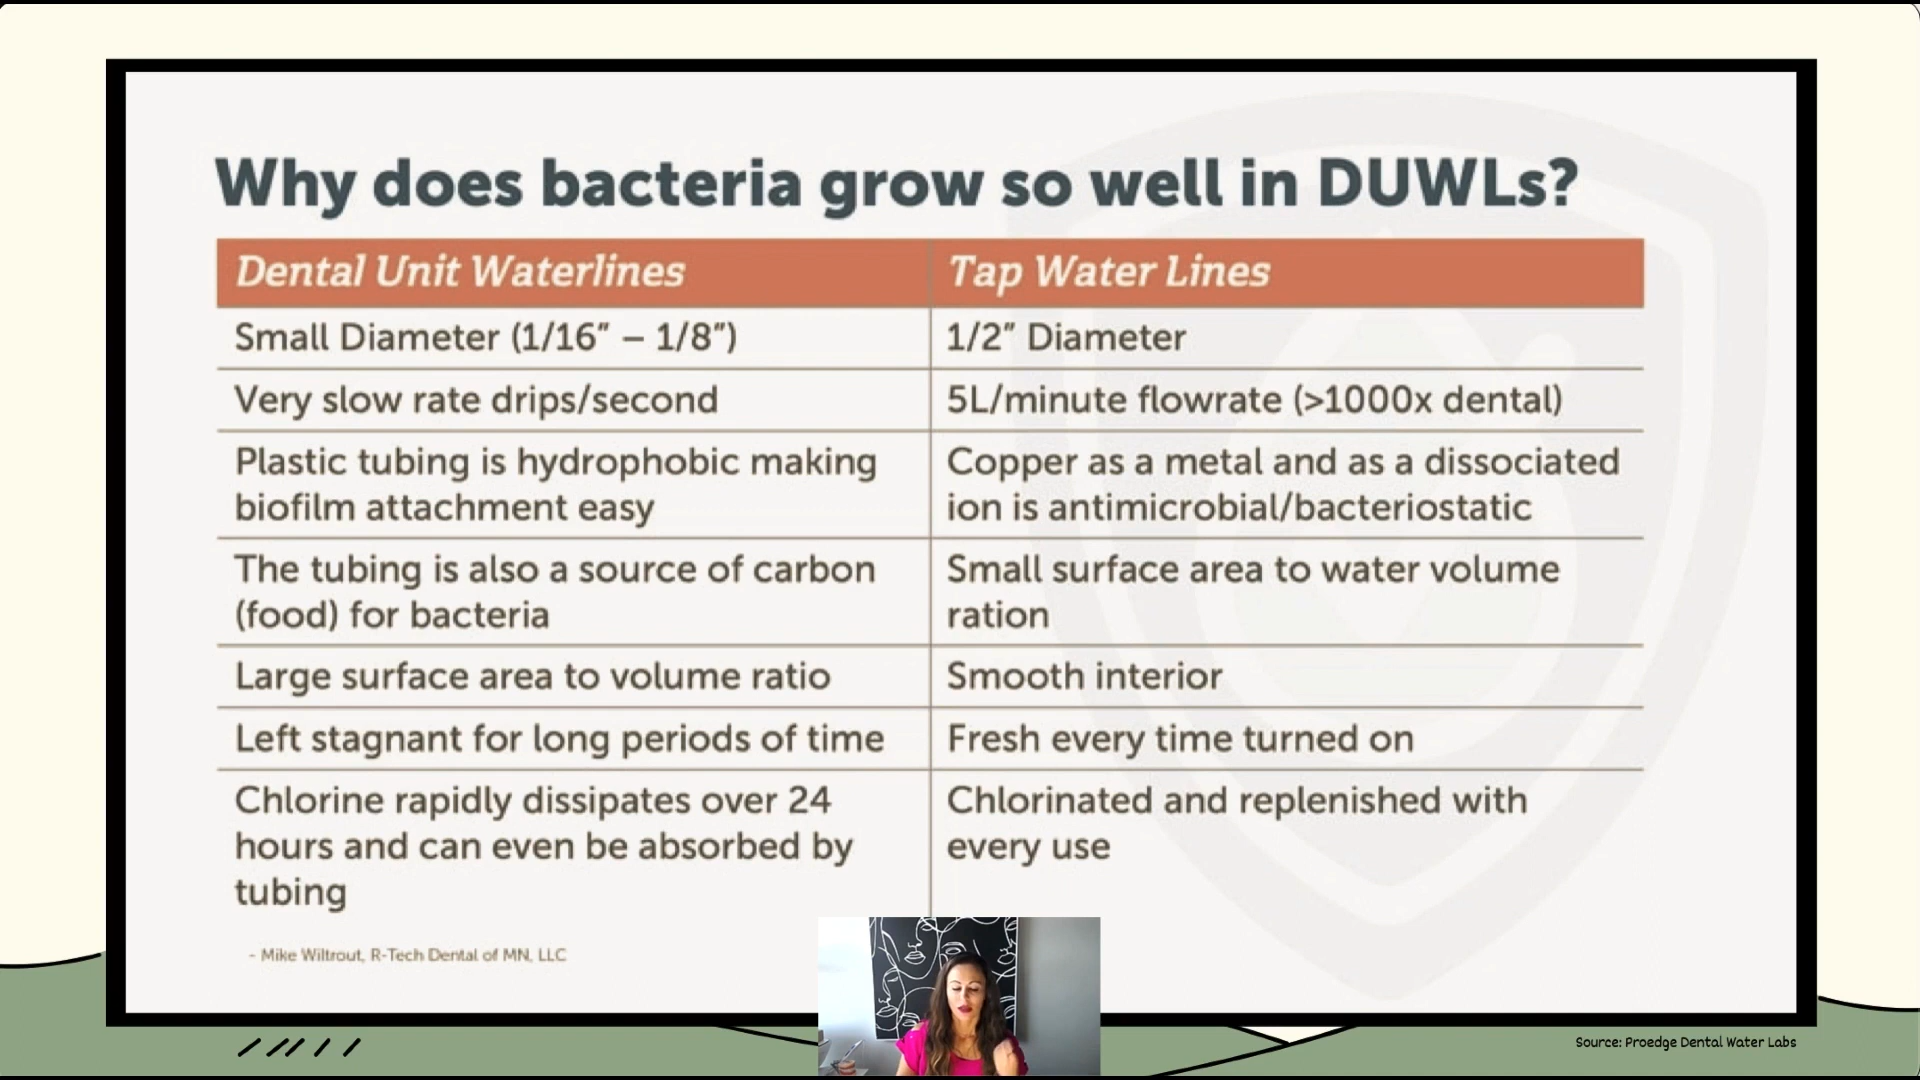 Why does bacteria grow so well in DUWLs?
Dental Unit Waterlines
Tap Water Lines
Small Diameter (1/16” – 1/8”)
1/2” Diameter
Very slow rate drips/second
5L/minute flowrate (>1000x dental)
Plastic tubing is hydrophobic making
biofilm attachment easy
Copper as a metal and as a dissociated
ion is antimicrobial/bacteriostatic
The tubing is also a source of carbon
(food) for bacteria
Small surface area to water volume
ration
Large surface area to volume ratio
Smooth interior
Left stagnant for long periods of time
Fresh every time turned on
Chlorine rapidly dissipates over 24
hours and can even be absorbed by
tubing
Chlorinated and replenished with
every use
- Mike Wiltrout, R-Tech Dental of MN, LLC
Source: Proedge Dental Water Labs